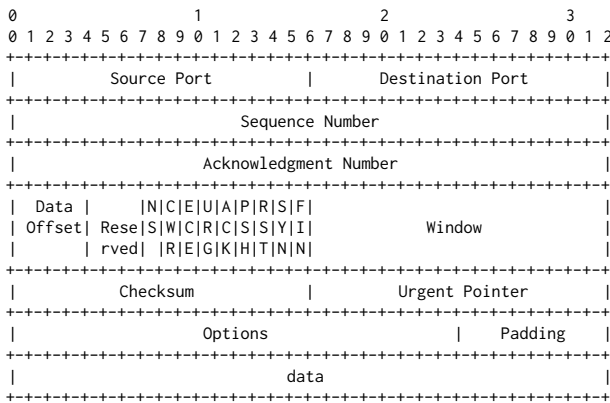 0                   1                   2                   3
0 1 2 3 4 5 6 7 8 9 0 1 2 3 4 5 6 7 8 9 0 1 2 3 4 5 6 7 8 9 0 1 2
+-+-+-+-+-+-+-+-+-+-+-+-+-+-+-+-+-+-+-+-+-+-+-+-+-+-+-+-+-+-+-+-+
|          Source Port          |       Destination Port        |
+-+-+-+-+-+-+-+-+-+-+-+-+-+-+-+-+-+-+-+-+-+-+-+-+-+-+-+-+-+-+-+-+
|                        Sequence Number                        |
+-+-+-+-+-+-+-+-+-+-+-+-+-+-+-+-+-+-+-+-+-+-+-+-+-+-+-+-+-+-+-+-+
|                    Acknowledgment Number                      |
+-+-+-+-+-+-+-+-+-+-+-+-+-+-+-+-+-+-+-+-+-+-+-+-+-+-+-+-+-+-+-+-+
|  Data |     |N|C|E|U|A|P|R|S|F|                               |
| Offset| Rese|S|W|C|R|C|S|S|Y|I|            Window             |
|       | rved| |R|E|G|K|H|T|N|N|                               |
+-+-+-+-+-+-+-+-+-+-+-+-+-+-+-+-+-+-+-+-+-+-+-+-+-+-+-+-+-+-+-+-+
|           Checksum            |         Urgent Pointer        |
+-+-+-+-+-+-+-+-+-+-+-+-+-+-+-+-+-+-+-+-+-+-+-+-+-+-+-+-+-+-+-+-+
|                    Options                    |    Padding    |
+-+-+-+-+-+-+-+-+-+-+-+-+-+-+-+-+-+-+-+-+-+-+-+-+-+-+-+-+-+-+-+-+
|                             data                              |
+-+-+-+-+-+-+-+-+-+-+-+-+-+-+-+-+-+-+-+-+-+-+-+-+-+-+-+-+-+-+-+-+